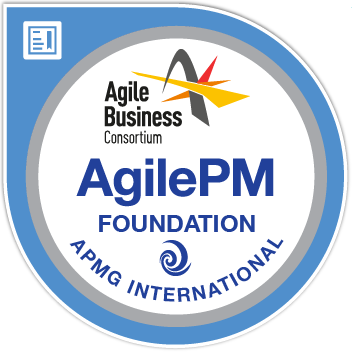 Agile
Business
Consortium
AgilePM
FOUNDATION
APMG INTERNATIONAL